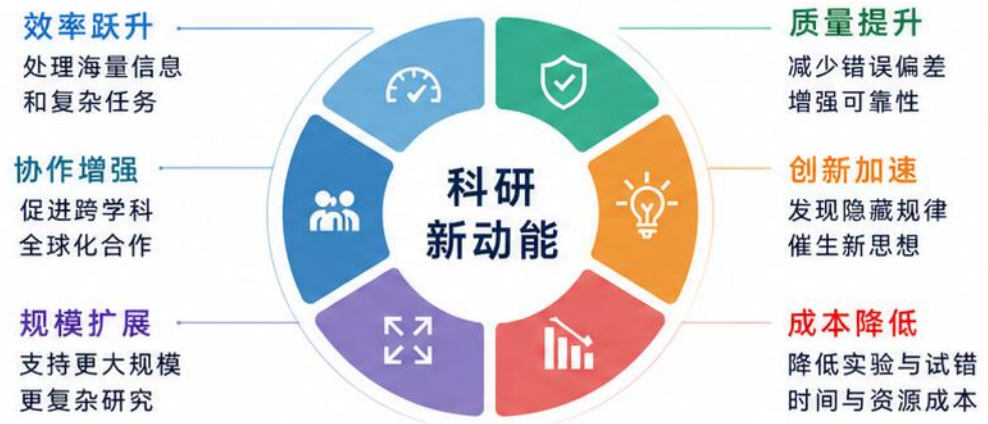 效率跃升
处理海量信息
和复杂任务
协作增强
促进跨学科
全球化合作
规模扩展
支持更大规模
更复杂研究
科研
新动能
质量提升
减少错误偏差
增强可靠性
创新加速
发现隐藏规律
催生新思想
成本降低
降低实验与试错
时间与资源成本